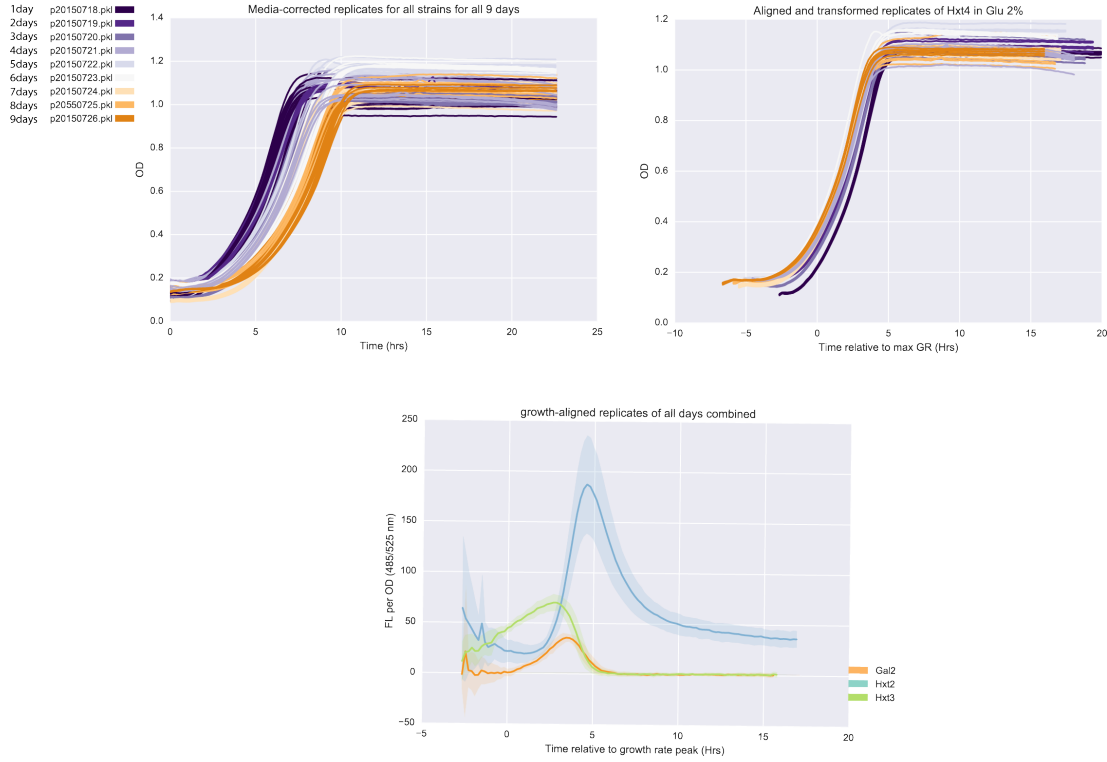 1day p20150718.pkl
2days p20150719.pkl
3days p20150720.pkl
4days p20150721.pkl
5days p20150722.pkl
6days p20150723.pkl
7days p20150724.pkl
8days p20550725.pkl
9days p20150726.pkl
Media-corrected replicates for all strains for all 9 days
1.4
1.2
1.0
0.8
0.6
0.4
0.2
0.0
OD
0 5 10 15 20 25
Time (hrs)
Aligned and transformed replicates of Hxt4 in Glu 2%
1.2
1.0
0.8
0.6
0.4
0.2
0.0
OD
−10 −5 0 5 10 15 20
Time relative to max GR (Hrs)
growth-aligned replicates of all days combined
250
200
150
100
50
0
−50
FL per OD (485/525 nm)
−5 0 5 10 15 20
Time relative to growth rate peak (Hrs)
Gal2
Hxt2
Hxt3